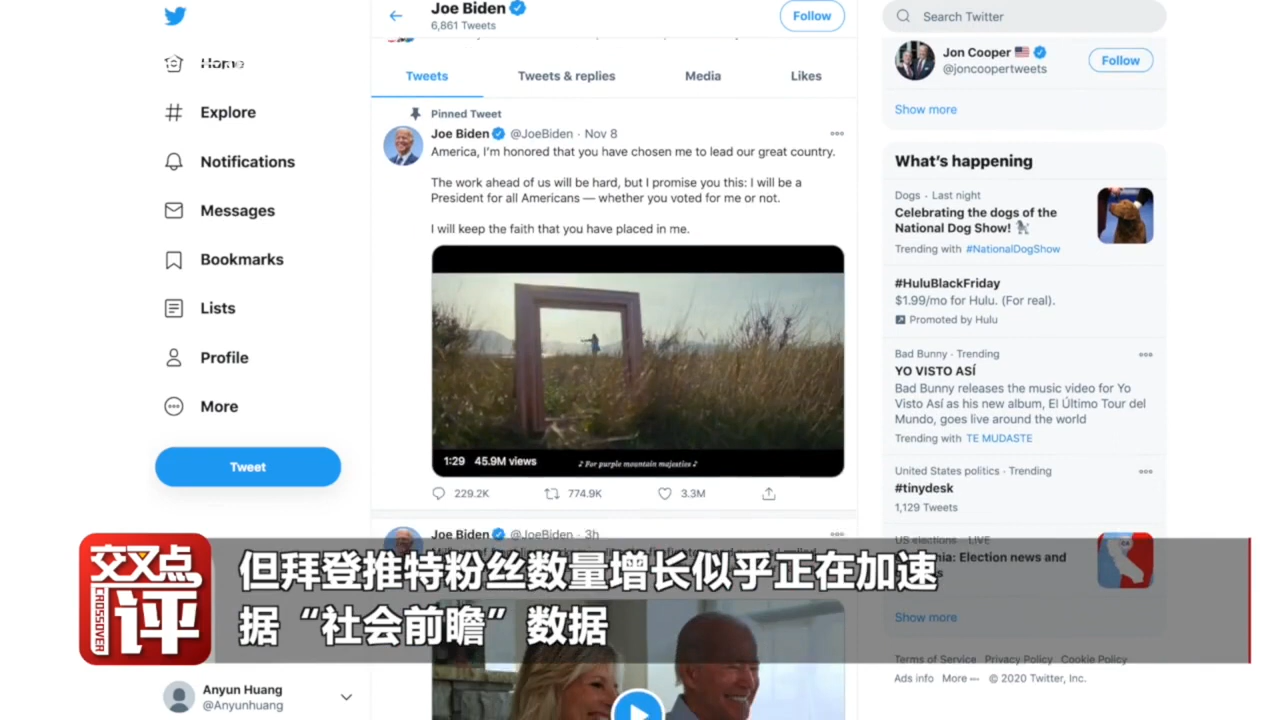 Home
Explore
Notifications
Messages
Bookmarks
Lists
Profile
More
Tweet
Anyun Huang
@Anyunhuang
Joe Biden
6,861 Tweets
Follow
Tweets
Tweets & replies
Media
Likes
Pinned Tweet
Joe Biden @JoeBiden · Nov 8
America, I'm honored that you have chosen me to lead our great country.
The work ahead of us will be hard, but I promise you this: I will be a
President for all Americans — whether you voted for me or not.
I will keep the faith that you have placed in me.
1:29 45.9M views
♪ For purple mountain majesties ♪
229.2K
774.9K
3.3M
Joe Biden @JoeBiden · 3h
Search Twitter
Jon Cooper
@joncoopertweets
Follow
Show more
What's happening
Dogs · Last night
Celebrating the dogs of the
National Dog Show!
Trending with #NationalDogShow
#HuluBlackFriday
$1.99/mo for Hulu. (For real).
Promoted by Hulu
Bad Bunny · Trending
YO VISTO ASÍ
Bad Bunny releases the music video for Yo
Visto Así as his new album, El Último Tour del
Mundo, goes live around the world
Trending with TE MUDASTE
United States politics · Trending
#tinydesk
1,129 Tweets
US elections · LIVE
Election news and
Show more
Terms of Service Privacy Policy Cookie Policy
Ads info More © 2020 Twitter, Inc.
交叉点
评
CROSSOVER
但拜登推特粉丝数量增长似乎正在加速
据“社会前瞻”数据